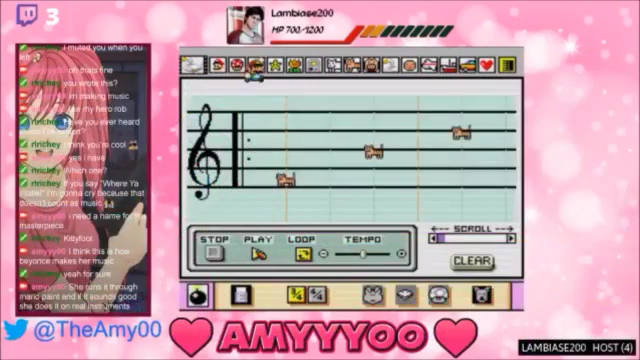 3
Lambiase200
HP 700/1200
I muted you when you
left
amyyy00 oh thats fine
rlrichey you wrote this?
I'm making music
my hero rob
have you ever heard
rlrichey I think you're cool
yes i have
rlrichey Which one?
rlrichey If you say "Where Ya
I'm gonna cry because that
doesn't count as music
i need a name for
masterpiece
Kittyfoot
amyyy00 I think this is how
beyonce makes her music
rlrichey yeah for sure
amyyy00 She runs it through
mario paint and if it sounds good
she does it on real instruments
STOP PLAY LOOP TEMPO
SCROLL
CLEAR
@TheAmy00
AMYYYOO
LAMBIASE200 HOST (4)